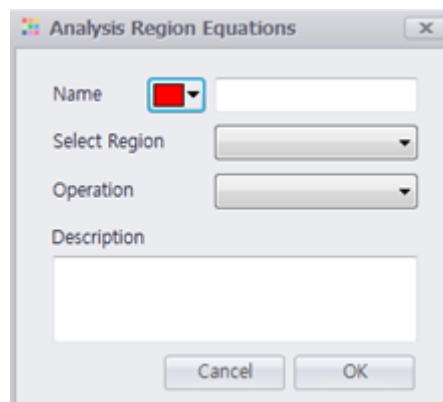 Analysis Region Equations
Name
Select Region
Operation
Description
Cancel OK